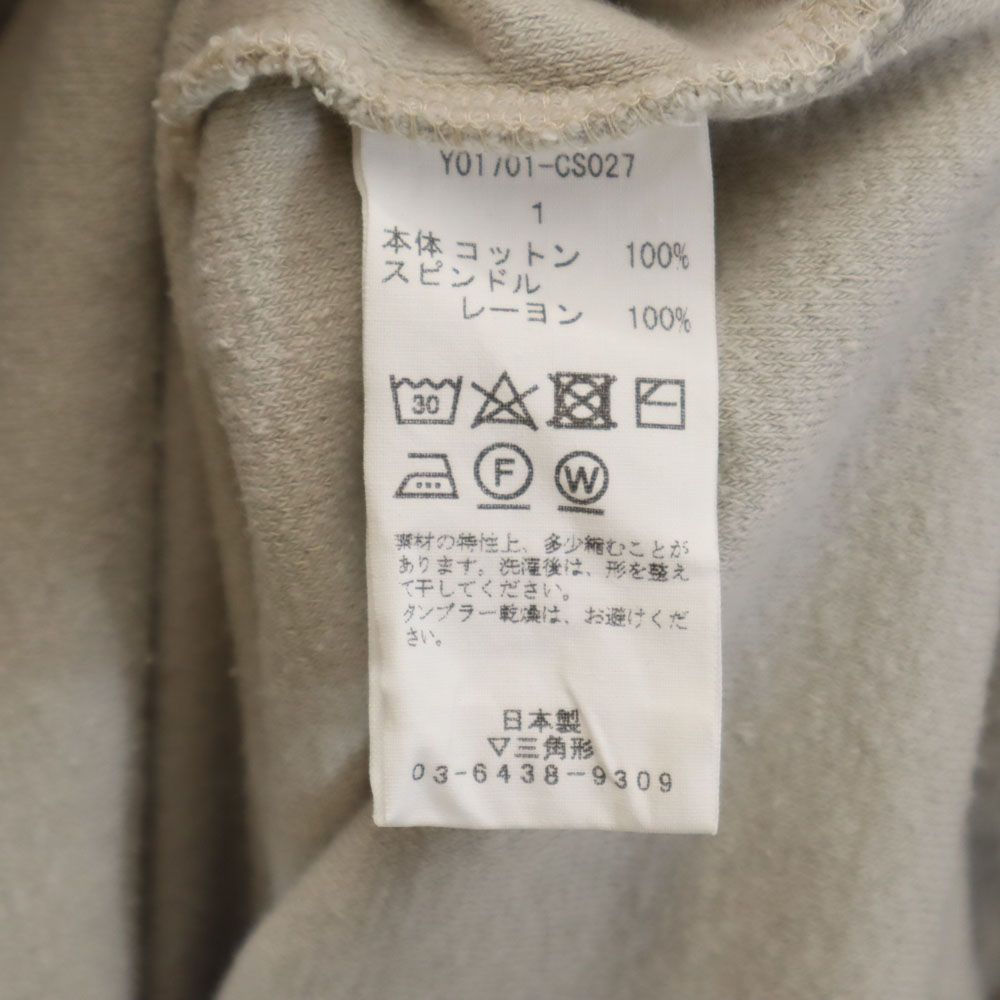 Y01701-CS027
1
本体 コットン 100%
スピンドル
レーヨン 100%
30
F W
素材の特性上、多少縮むことが
あります。洗濯後は、形を整え
て干してください。
タンブラー乾燥は、お避けくだ
さい。
日本製
▽三角形
03-6438-9309